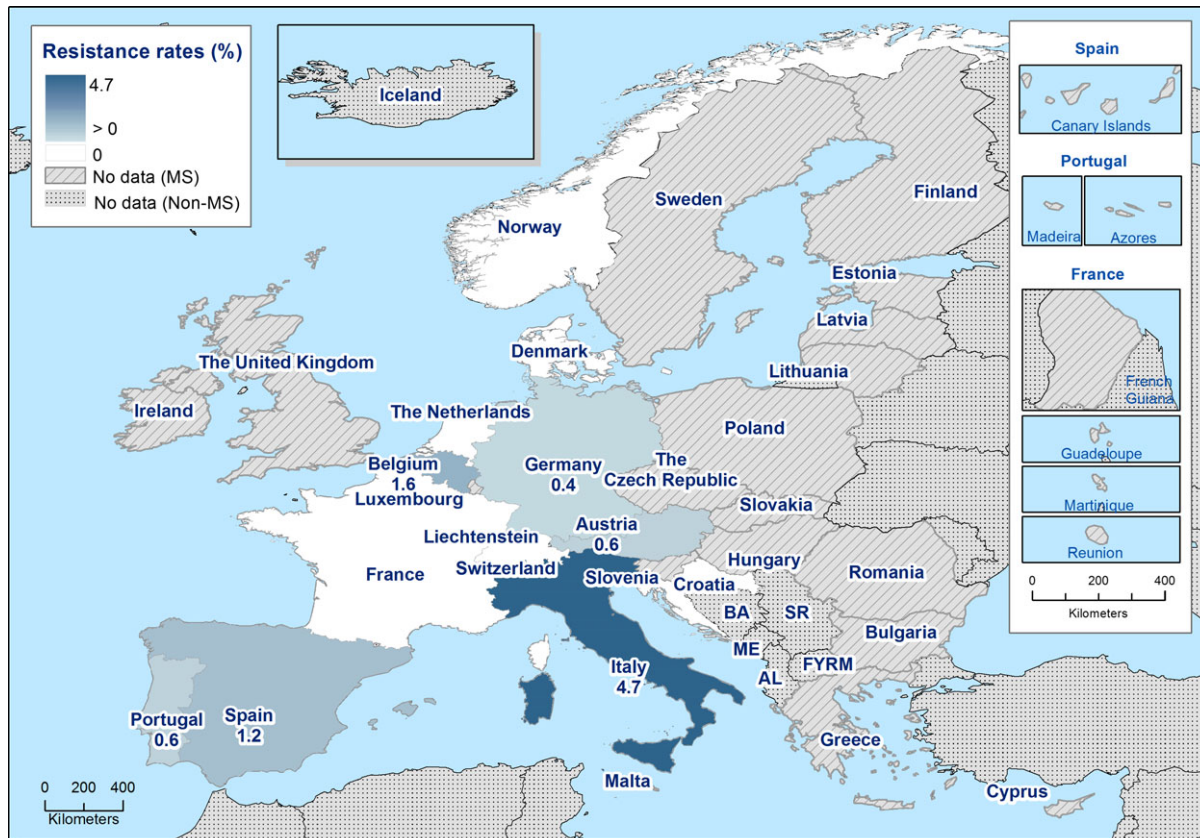 Resistance rates (%)
4.7
> 0
0
No data (MS)
No data (Non-MS)
Iceland
Spain
Canary Islands
Portugal
Madeira
Azores
France
French
Guiana
Guadeloupe
Martinique
Reunion
0 200 400
Kilometers
Norway
Sweden
Finland
Estonia
Latvia
Lithuania
Denmark
The United Kingdom
Ireland
The Netherlands
Poland
Belgium
1.6
Germany
0.4
The
Czech Republic
Luxembourg
Slovakia
Austria
0.6
Liechtenstein
Hungary
Switzerland
France
Slovenia
Croatia
Romania
BA
SR
Bulgaria
ME
FYRM
AL
Italy
4.7
Portugal
0.6
Spain
1.2
Greece
Malta
Cyprus
0 200 400
Kilometers